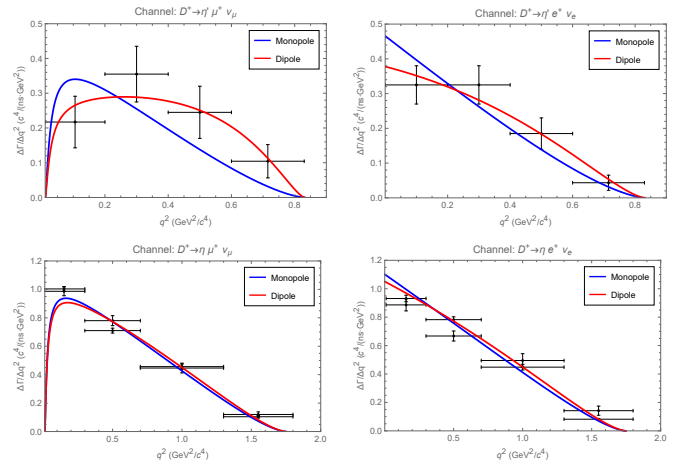 Channel: D⁺→η' μ⁺ ν_μ
Monopole
Dipole
ΔΓ/Δq² (c⁴/(ns·GeV²))
0.5
0.4
0.3
0.2
0.1
0.0
0.2 0.4 0.6 0.8
q² (GeV²/c⁴)
Channel: D⁺→η' e⁺ ν_e
Monopole
Dipole
ΔΓ/Δq² (c⁴/(ns·GeV²))
0.5
0.4
0.3
0.2
0.1
0.0
0.0 0.2 0.4 0.6 0.8
q² (GeV²/c⁴)
Channel: D⁺→η μ⁺ ν_μ
Monopole
Dipole
ΔΓ/Δq² (c⁴/(ns·GeV²))
1.2
1.0
0.8
0.6
0.4
0.2
0.0
0.5 1.0 1.5 2.0
q² (GeV²/c⁴)
Channel: D⁺→η e⁺ ν_e
Monopole
Dipole
ΔΓ/Δq² (c⁴/(ns·GeV²))
1.2
1.0
0.8
0.6
0.4
0.2
0.0
0.0 0.5 1.0 1.5 2.0
q² (GeV²/c⁴)